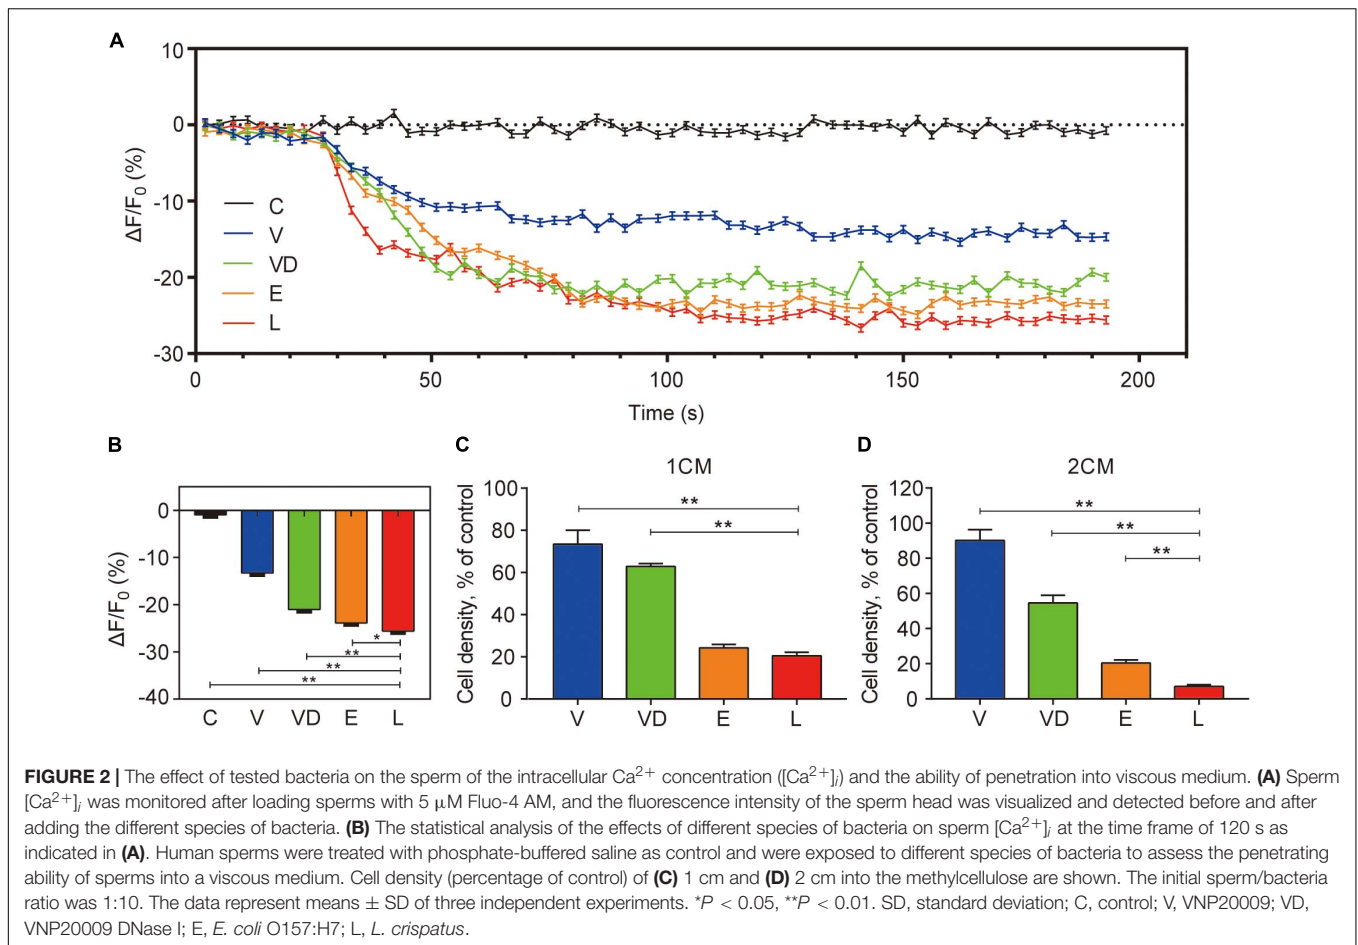 A
10
0
-10
-20
-30
ΔF/F0 (%)
C
V
VD
E
L
0
50
100
150
200
Time (s)
B
0
-10
-20
-30
-40
ΔF/F0 (%)
*
**
**
**
C
V
VD
E
L
C
1CM
100
80
60
40
20
0
Cell density, % of control
**
**
V
VD
E
L
D
2CM
120
100
80
60
40
20
0
Cell density, % of control
**
**
**
V
VD
E
L
FIGURE 2 | The effect of tested bacteria on the sperm of the intracellular Ca2+ concentration ([Ca2+]i) and the ability of penetration into viscous medium. (A) Sperm
[Ca2+]i was monitored after loading sperms with 5 μM Fluo-4 AM, and the fluorescence intensity of the sperm head was visualized and detected before and after
adding the different species of bacteria. (B) The statistical analysis of the effects of different species of bacteria on sperm [Ca2+]i at the time frame of 120 s as
indicated in (A). Human sperms were treated with phosphate-buffered saline as control and were exposed to different species of bacteria to assess the penetrating
ability of sperms into a viscous medium. Cell density (percentage of control) of (C) 1 cm and (D) 2 cm into the methylcellulose are shown. The initial sperm/bacteria
ratio was 1:10. The data represent means ± SD of three independent experiments. *P < 0.05, **P < 0.01. SD, standard deviation; C, control; V, VNP20009; VD,
VNP20009 DNase I; E, E. coli O157:H7; L, L. crispatus.